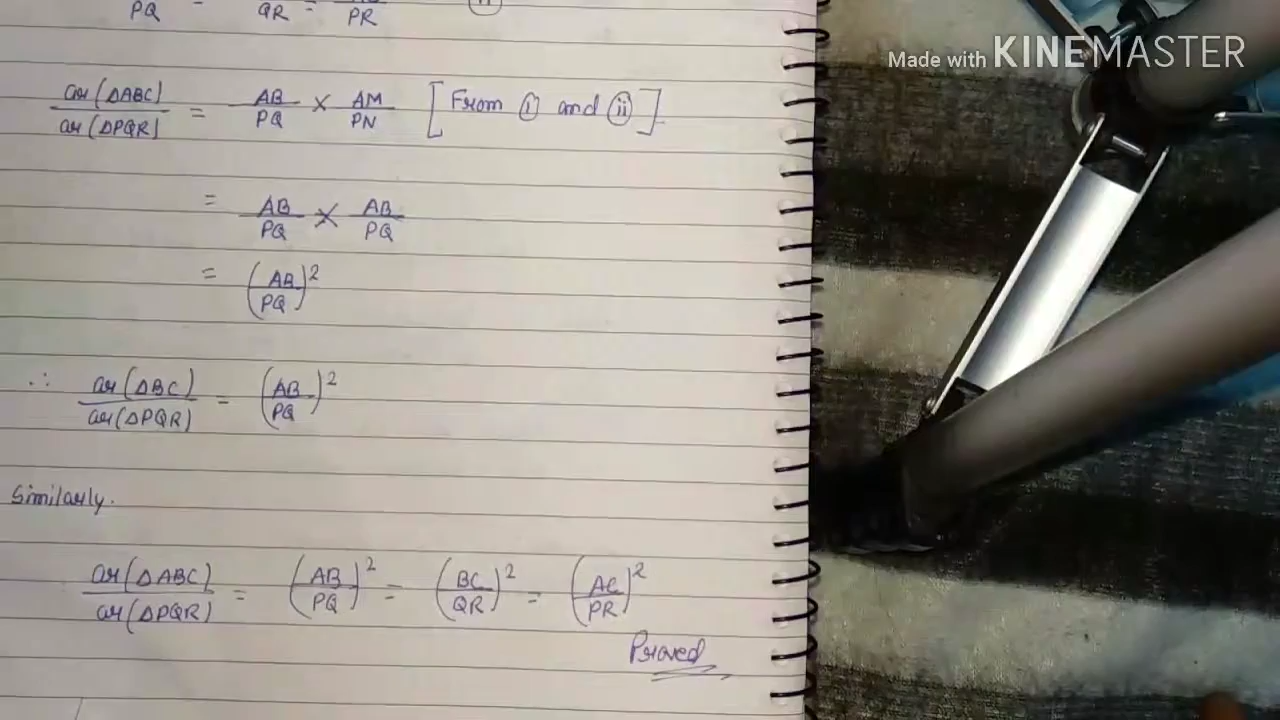 PQ = QR = PR (ii)
Made with KINEMASTER
ar(ΔABC)/ar(ΔPQR) = AB/PQ × AM/PN [From (i) and (ii)]
= AB/PQ × AB/PQ
= (AB/PQ)²
∴ ar(ΔABC)/ar(ΔPQR) = (AB/PQ)²
Similarly.
ar(ΔABC)/ar(ΔPQR) = (AB/PQ)² = (BC/QR)² = (AC/PR)²
Proved